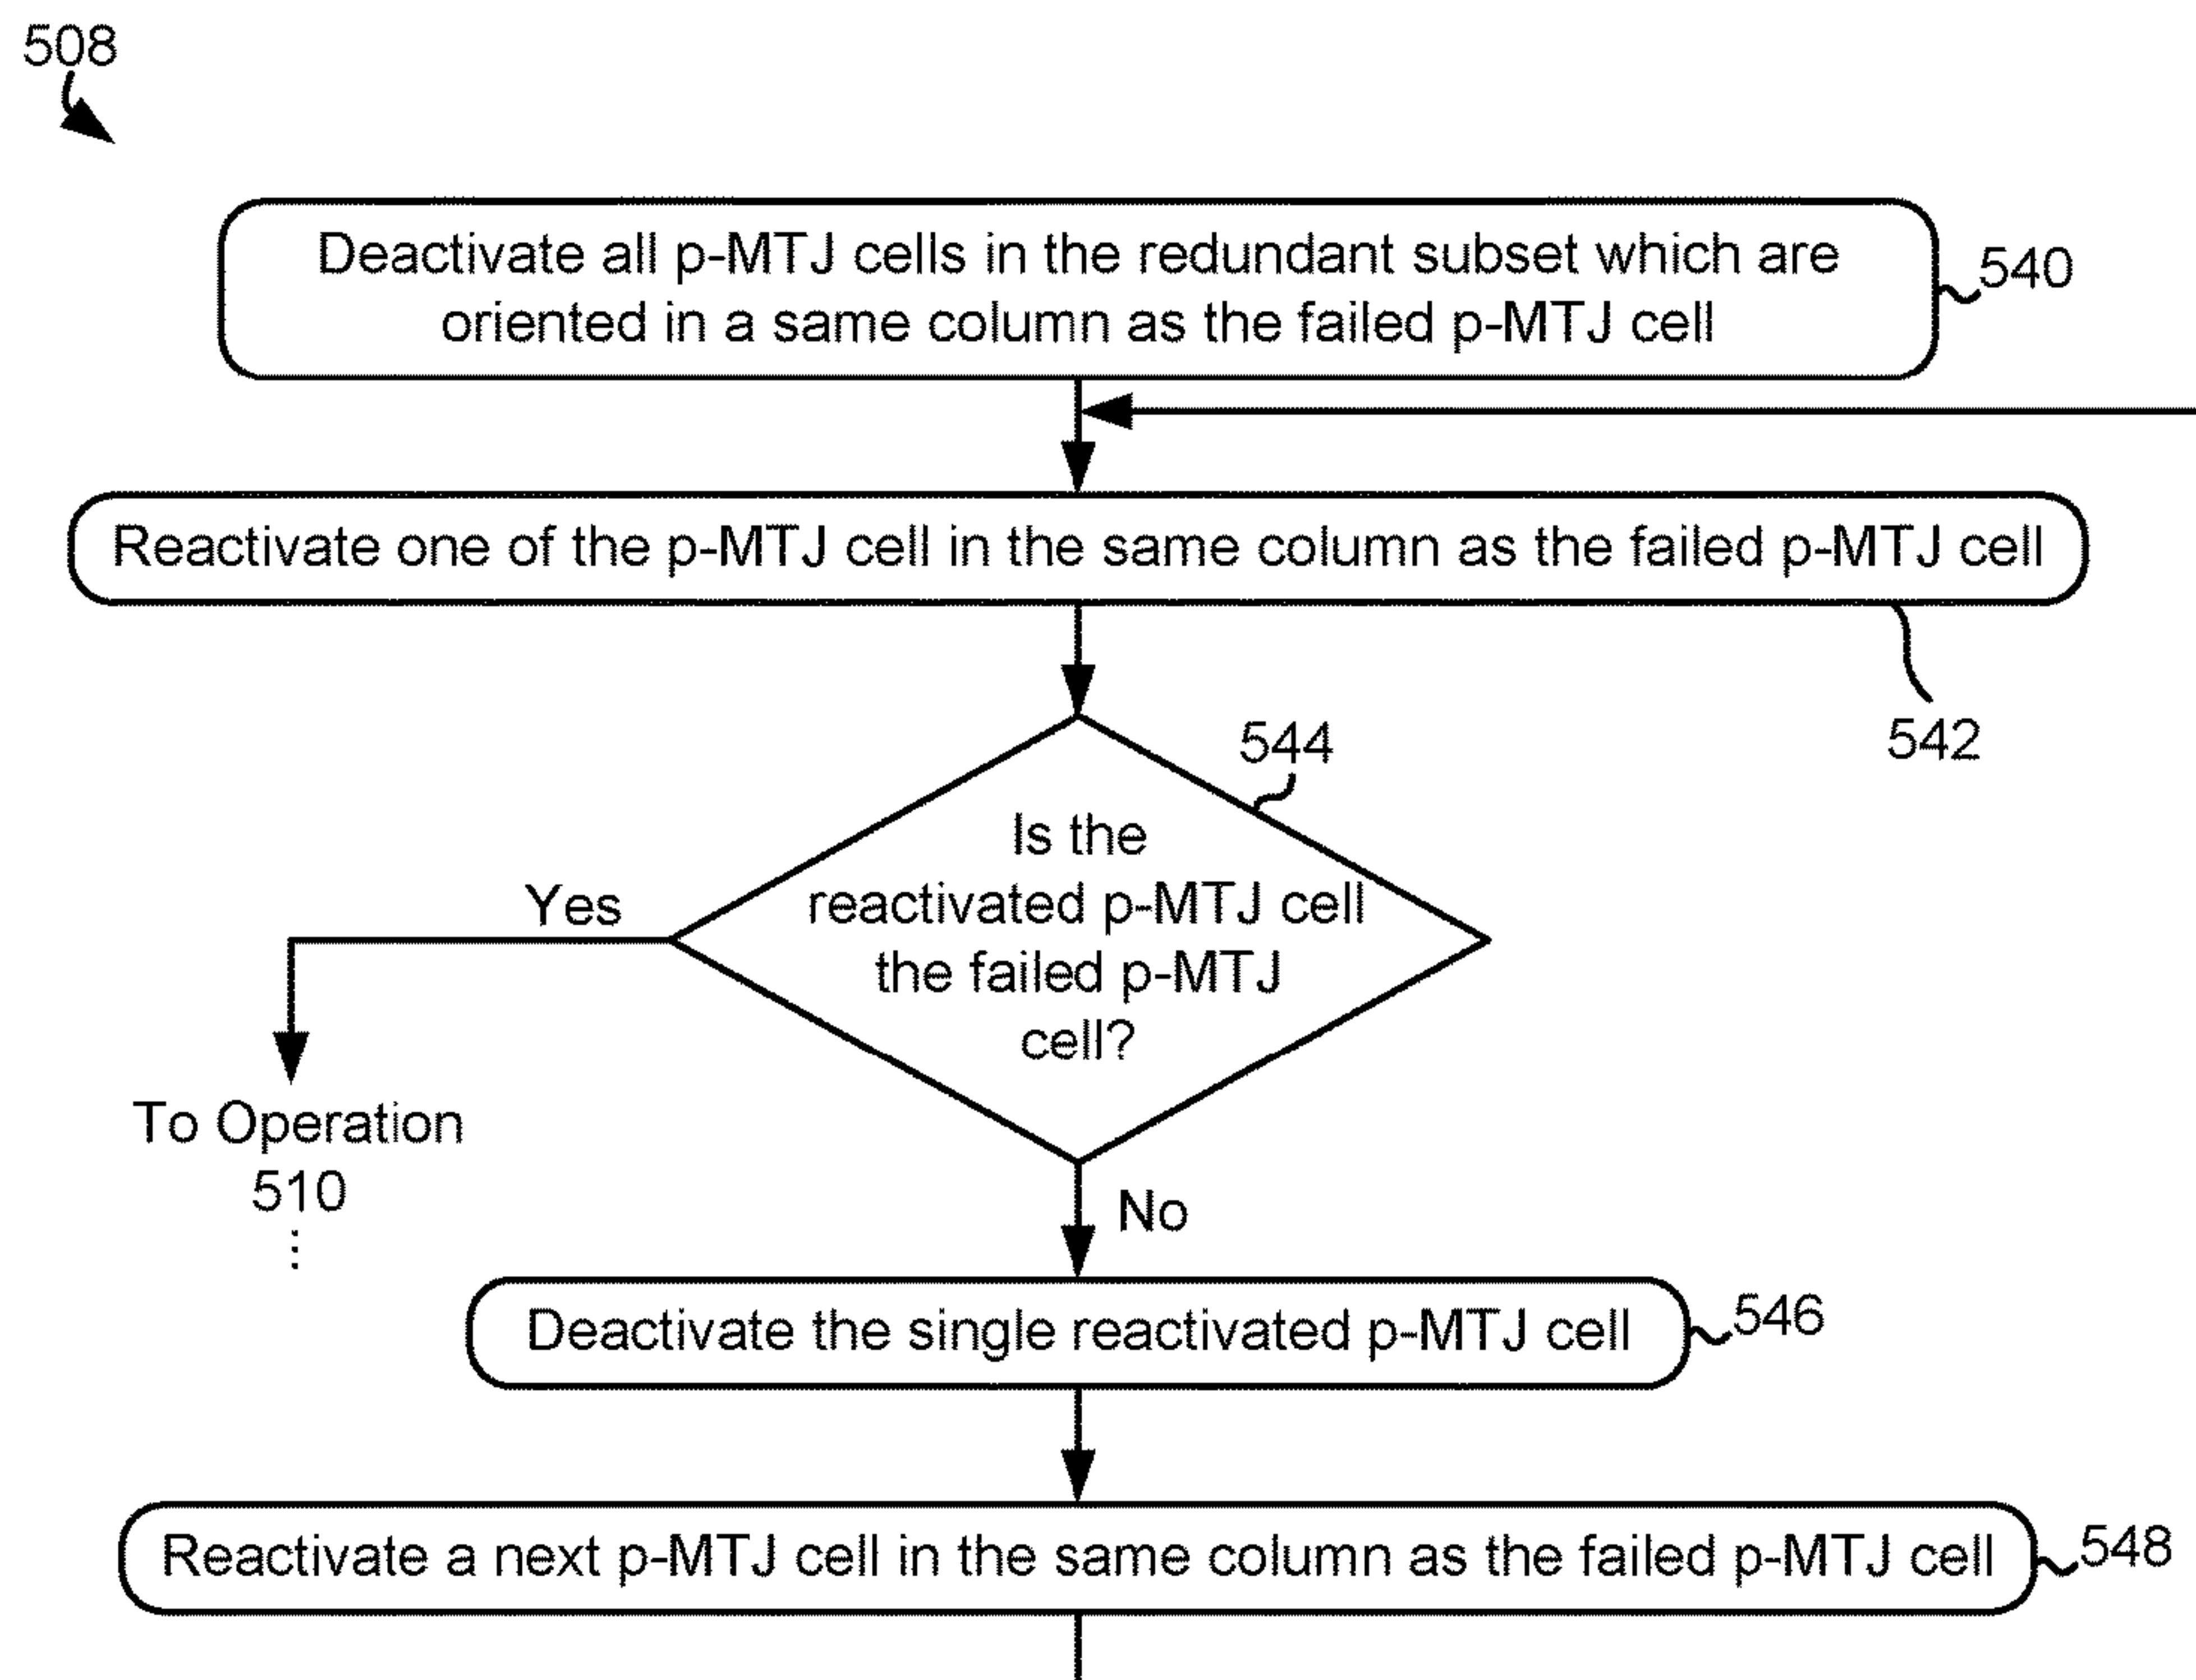 508
Deactivate all p-MTJ cells in the redundant subset which are
oriented in a same column as the failed p-MTJ cell
540
Reactivate one of the p-MTJ cell in the same column as the failed p-MTJ cell
542
544
Is the
reactivated p-MTJ cell
the failed p-MTJ
cell?
Yes
To Operation
510
⋮
No
Deactivate the single reactivated p-MTJ cell
546
Reactivate a next p-MTJ cell in the same column as the failed p-MTJ cell
548